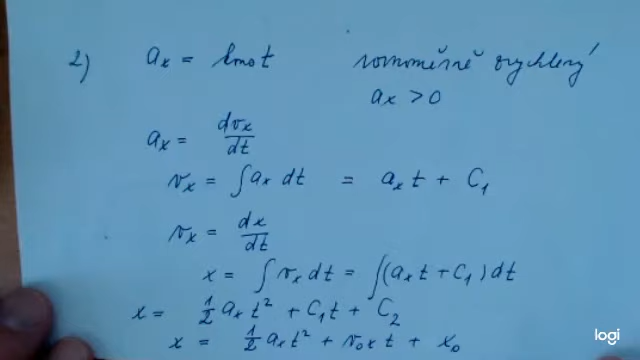 2) aₓ = konst rovnoměrně zrychlený
aₓ > 0
aₓ = dvₓ/dt
vₓ = ∫aₓ dt = aₓ t + C₁
vₓ = dx/dt
x = ∫vₓ dt = ∫(aₓ t + C₁) dt
x = 1/2 aₓ t² + C₁ t + C₂
x = 1/2 aₓ t² + v₀ₓ t + x₀
logi